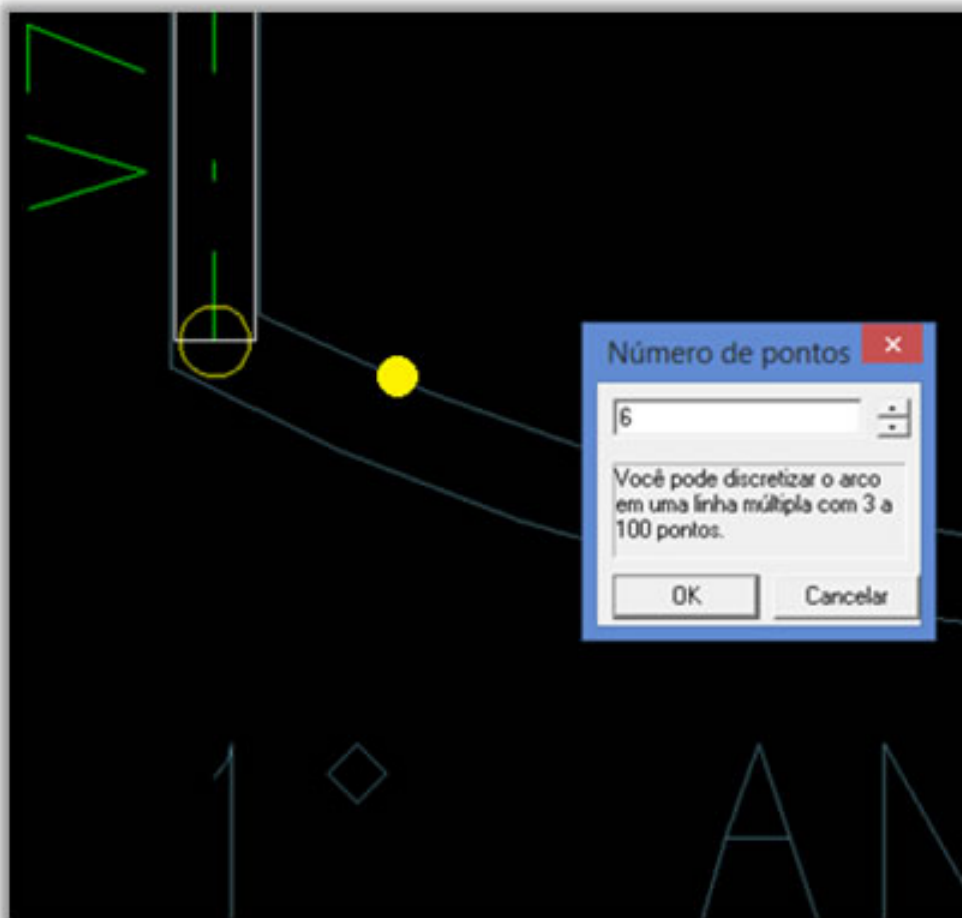 Número de pontos
6
Você pode discretizar o arco
em uma linha múltipla com 3 a
100 pontos.
OK
Cancelar
1° AN